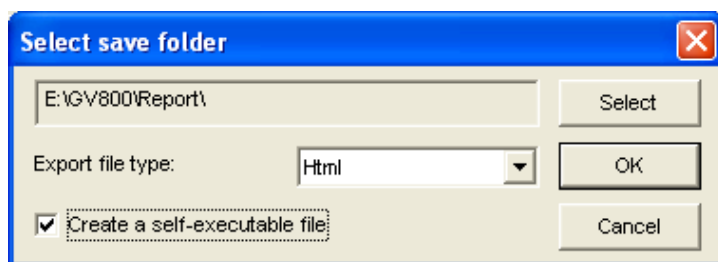 Select save folder
E:\GV800\Report\
Select
Export file type:
Html
OK
Create a self-executable file
Cancel